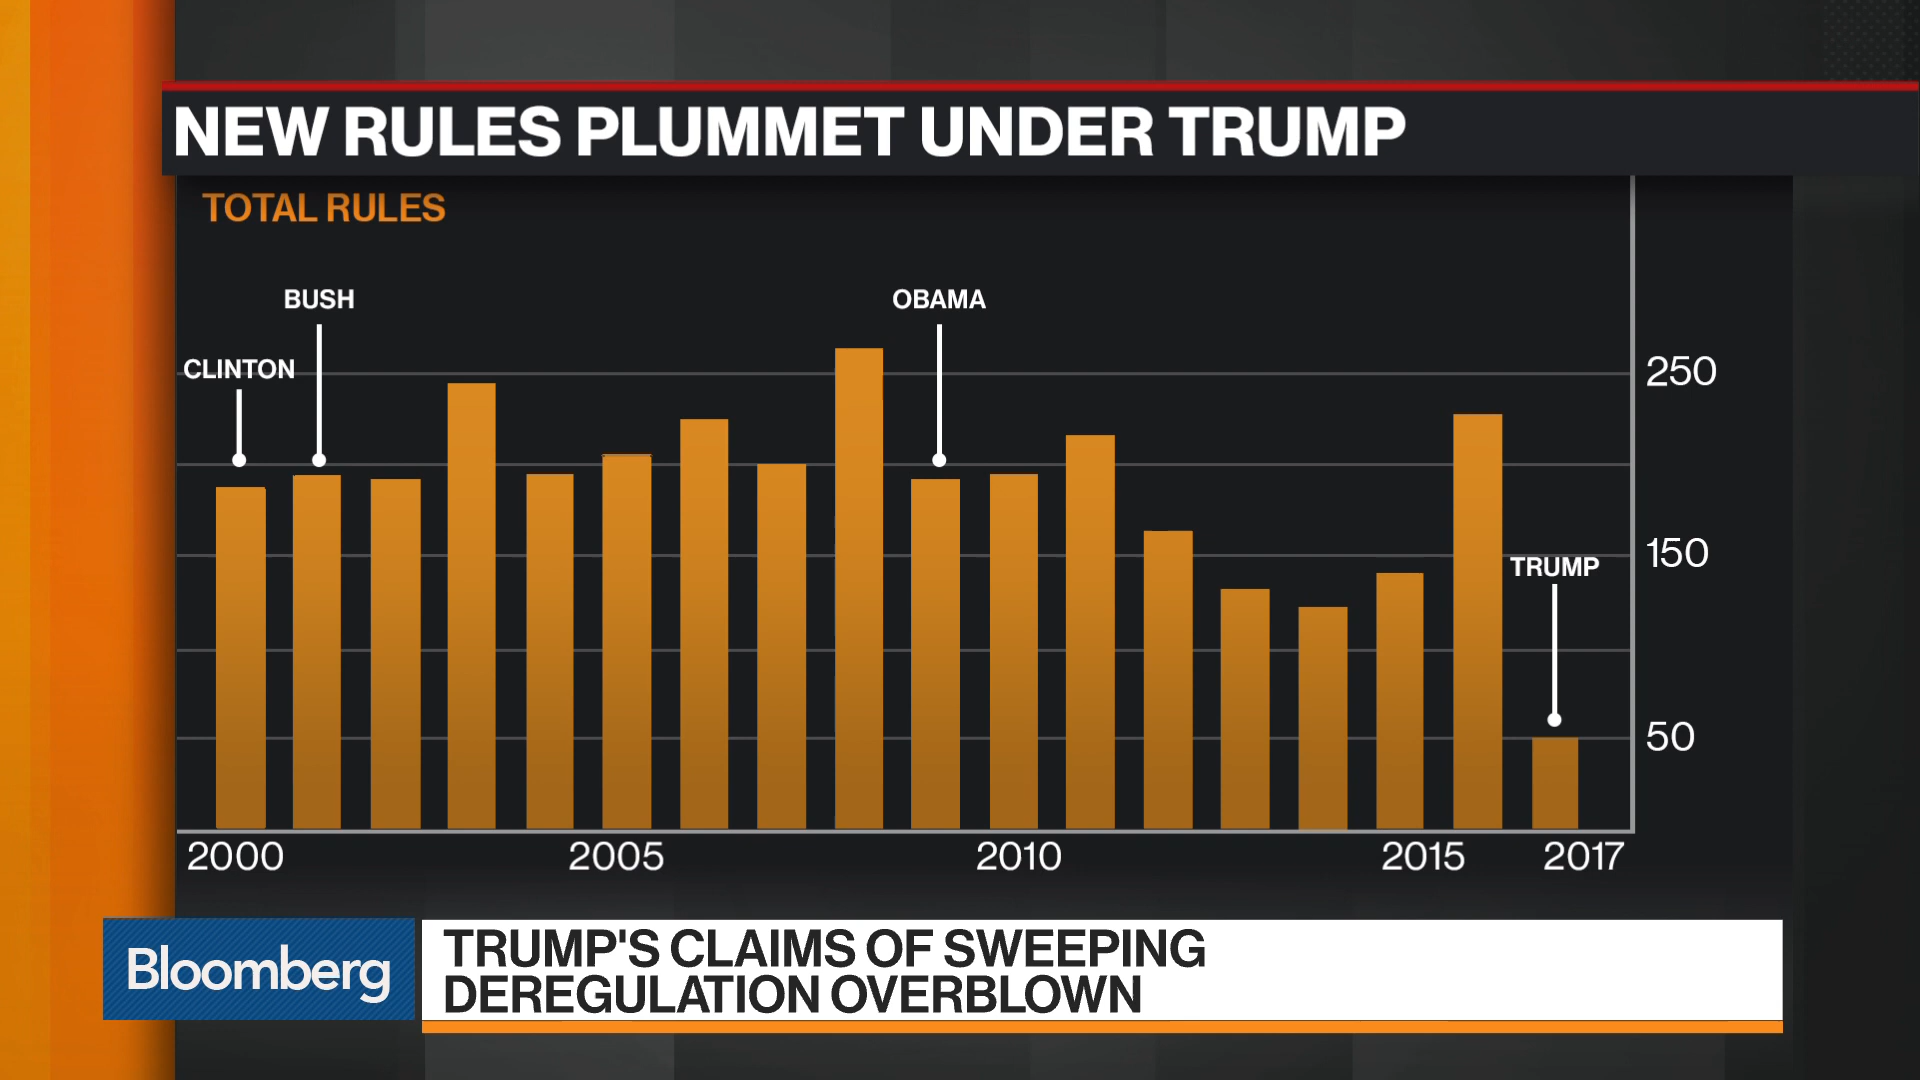 NEW RULES PLUMMET UNDER TRUMP
TOTAL RULES
BUSH
OBAMA
CLINTON
250
150
TRUMP
50
2000 2005 2010 2015 2017
Bloomberg
TRUMP'S CLAIMS OF SWEEPING
DEREGULATION OVERBLOWN